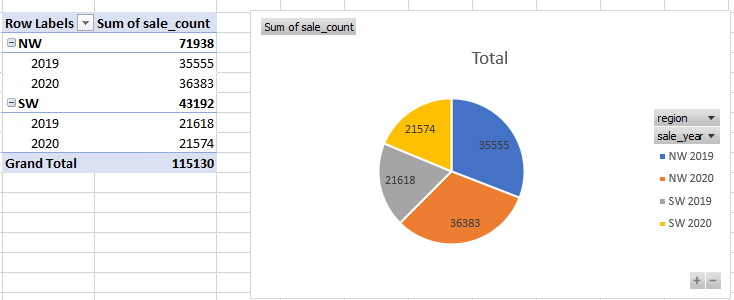 Row Labels Sum of sale_count
NW 71938
2019 35555
2020 36383
SW 43192
2019 21618
2020 21574
Grand Total 115130
Sum of sale_count
Total
35555
36383
21618
21574
region
sale_year
NW 2019
NW 2020
SW 2019
SW 2020